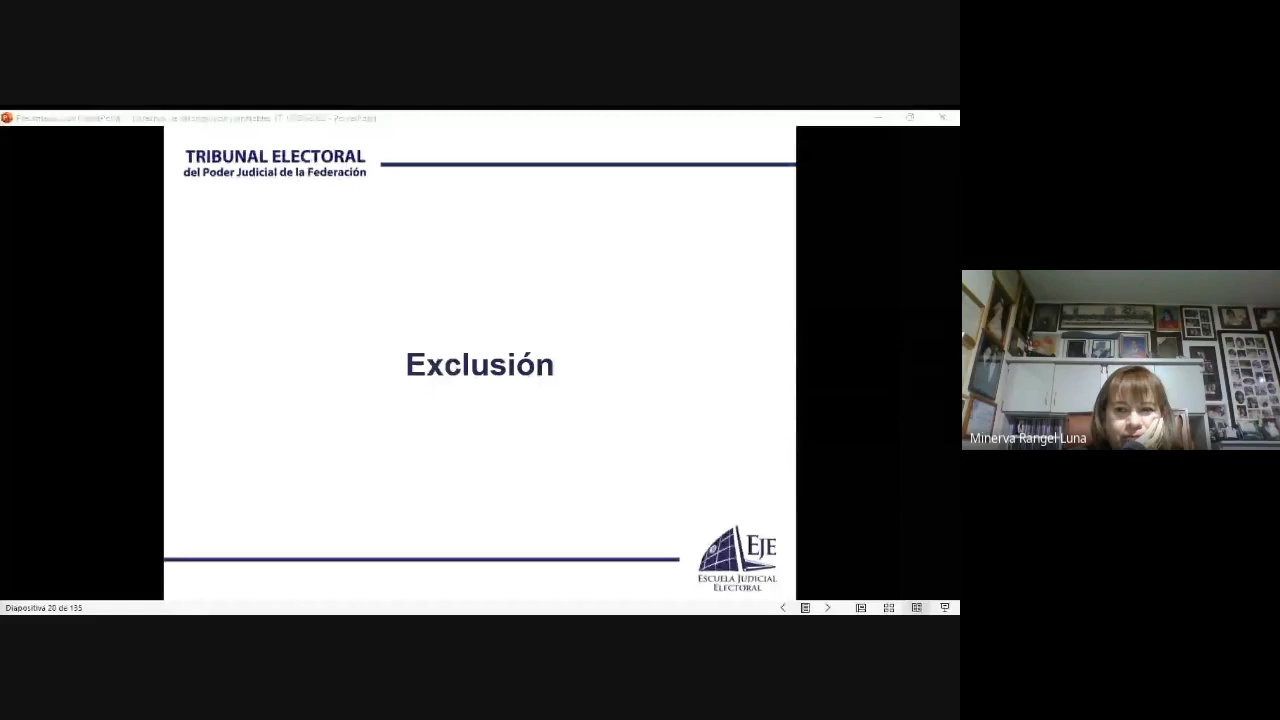 TRIBUNAL ELECTORAL
del Poder Judicial de la Federación
Exclusión
EJE
ESCUELA JUDICIAL
ELECTORAL
Minerva Rangel Luna
Diapositiva 20 de 135